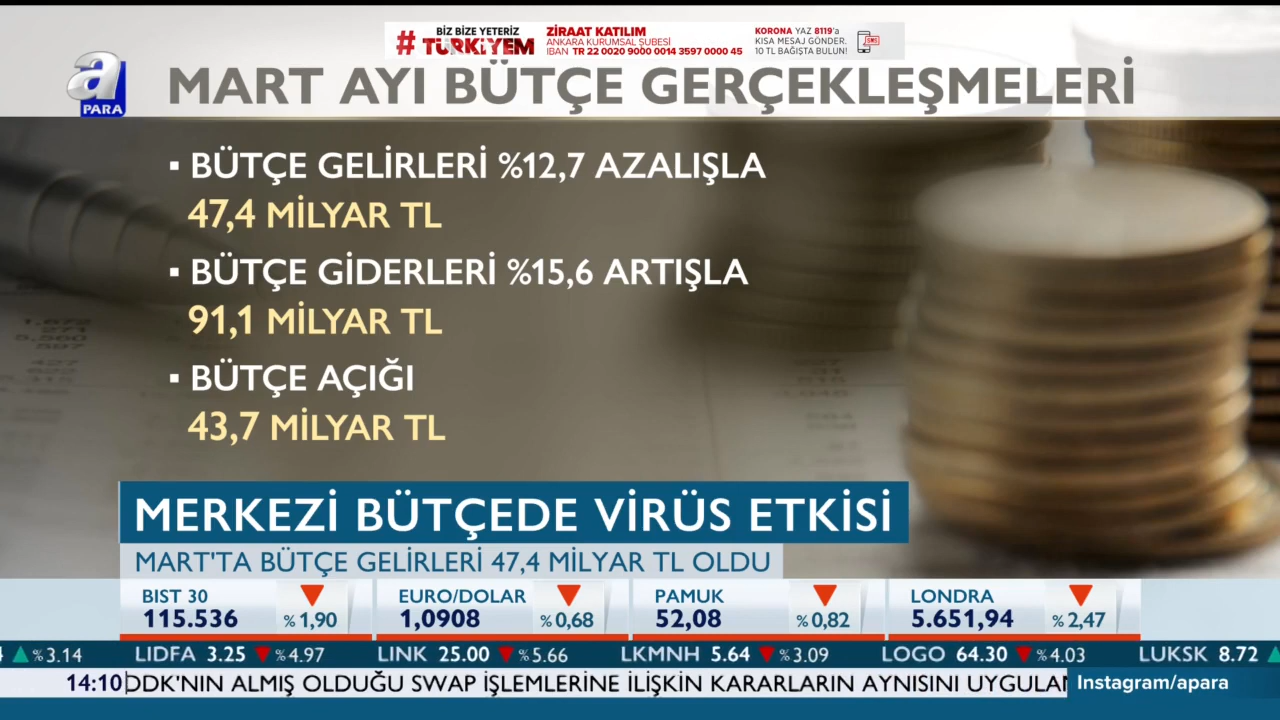 BİZ BİZE YETERİZ
# TÜRKİYEM
ZİRAAT KATILIM
ANKARA KURUMSAL ŞUBESİ
IBAN TR 22 0020 9000 0014 3597 0000 45
KORONA YAZ 8119'a
KISA MESAJ GÖNDER,
10 TL BAĞIŞTA BULUN!
SMS
a
PARA
MART AYI BÜTÇE GERÇEKLEŞMELERİ
▪ BÜTÇE GELİRLERİ %12,7 AZALIŞLA
47,4 MİLYAR TL
▪ BÜTÇE GİDERLERİ %15,6 ARTIŞLA
91,1 MİLYAR TL
▪ BÜTÇE AÇIĞI
43,7 MİLYAR TL
MERKEZİ BÜTÇEDE VİRÜS ETKİSİ
MART'TA BÜTÇE GELİRLERİ 47,4 MİLYAR TL OLDU
BIST 30 ▼
115.536 %1,90
EURO/DOLAR ▼
1,0908 %0,68
PAMUK ▼
52,08 %0,82
LONDRA ▼
5.651,94 %2,47
4 ▲%3.14 LIDFA 3.25 ▼%4.97 LINK 25.00 ▼%5.66 LKMNH 5.64 ▼%3.09 LOGO 64.30 ▼%4.03 LUKSK 8.72 ▲
14:10 DDK'NIN ALMIŞ OLDUĞU SWAP İŞLEMLERİNE İLİŞKİN KARARLARIN AYNISINI UYGULAM
Instagram/apara